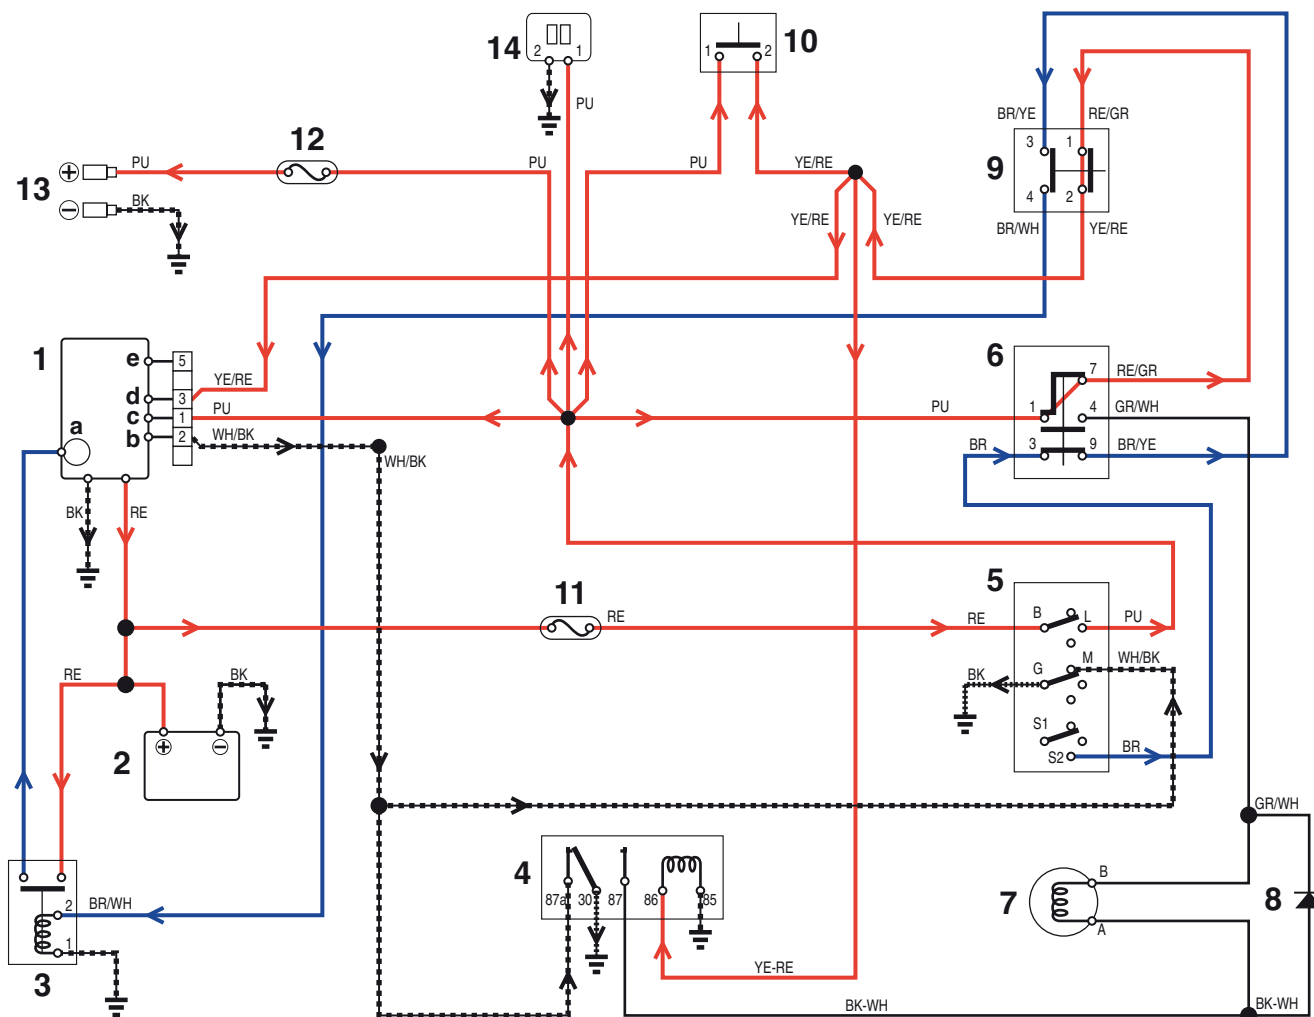 14
2
1
PU
1
2
10
BR/YE
RE/GR
3
1
9
4
2
BR/WH
YE/RE
12
PU
PU
PU
YE/RE
13
+
−
BK
YE/RE
YE/RE
1
e
5
d
3
YE/RE
c
1
PU
a
b
2
WH/BK
WH/BK
BK
RE
6
7
RE/GR
PU
1
4
GR/WH
BR
3
9
BR/YE
11
RE
RE
5
B
L
PU
G
M
WH/BK
BK
S1
S2
BR
RE
BK
2
+
−
GR/WH
4
87a
30
87
86
85
YE-RE
BK-WH
2
BR/WH
1
3
7
B
A
8
BK-WH